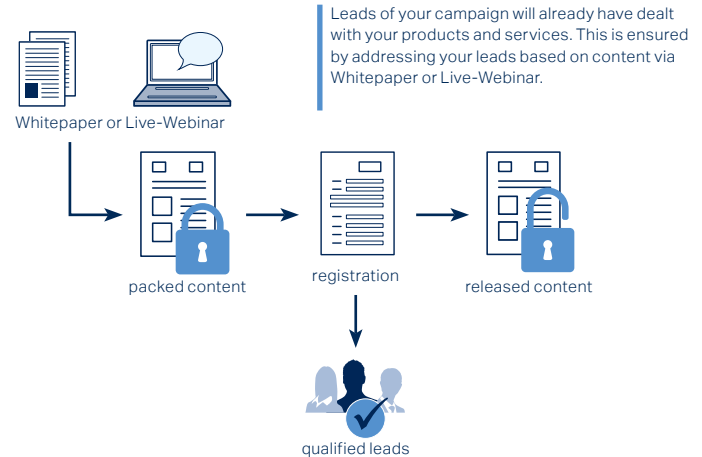 Leads of your campaign will already have dealt
with your products and services. This is ensured
by addressing your leads based on content via
Whitepaper or Live-Webinar.
Whitepaper or Live-Webinar
packed content
registration
released content
qualified leads